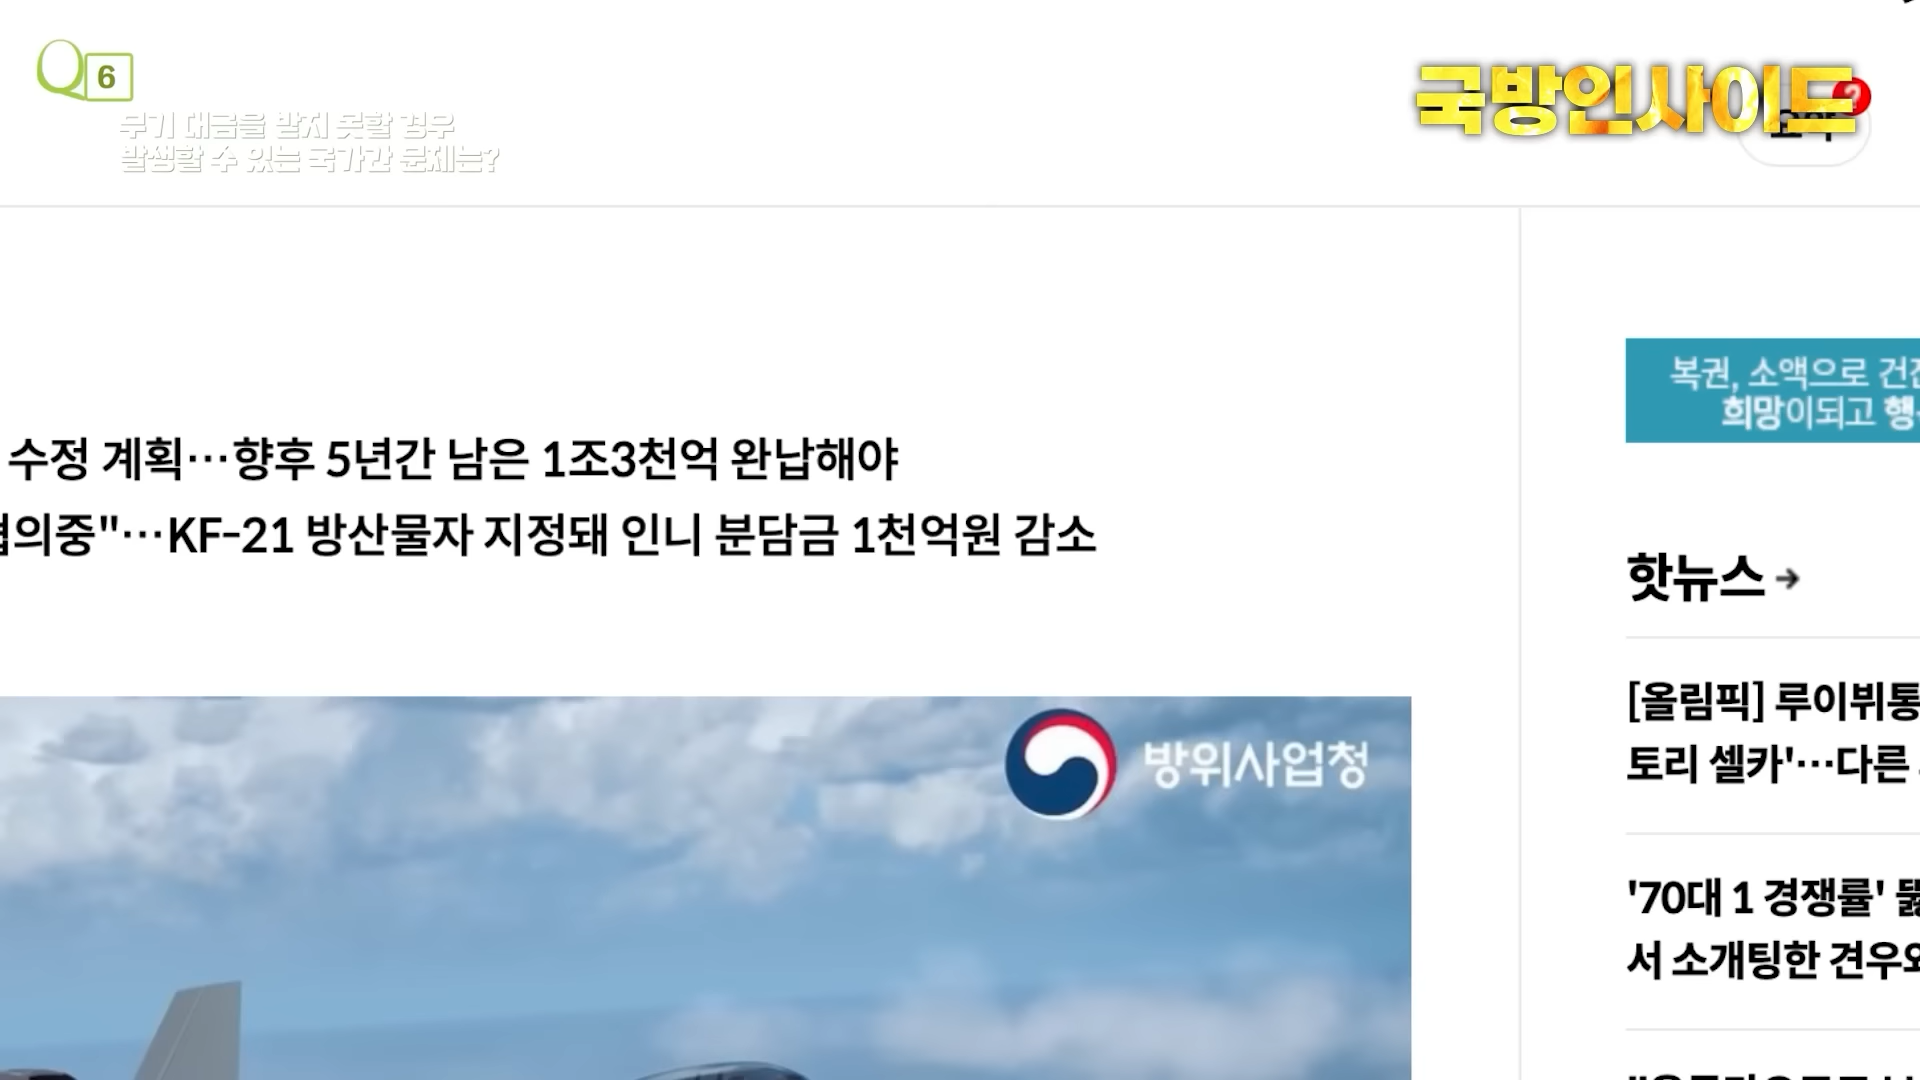 Q6
무기 대금을 받지 못할 경우
발생할 수 있는 국가간 문제는?
국방인사이드
수정 계획…향후 5년간 남은 1조3천억 완납해야
협의중"…KF-21 방산물자 지정돼 인니 분담금 1천억원 감소
방위사업청
복권, 소액으로
희망이되고
핫뉴스
[올림픽] 루이뷔통
토리 셀카'…다른
'70대 1 경쟁률'
서 소개팅한